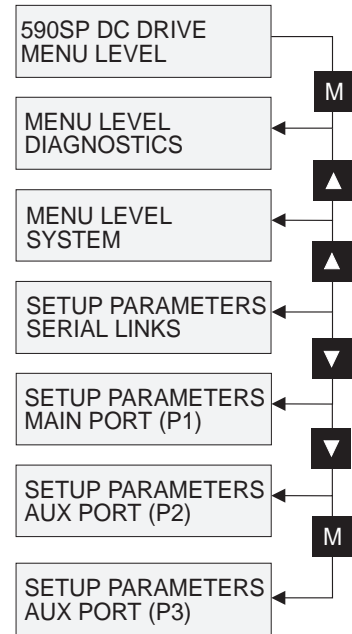 590SP DC DRIVE
MENU LEVEL
M
MENU LEVEL
DIAGNOSTICS
MENU LEVEL
SYSTEM
SETUP PARAMETERS
SERIAL LINKS
SETUP PARAMETERS
MAIN PORT (P1)
SETUP PARAMETERS
AUX PORT (P2)
M
SETUP PARAMETERS
AUX PORT (P3)